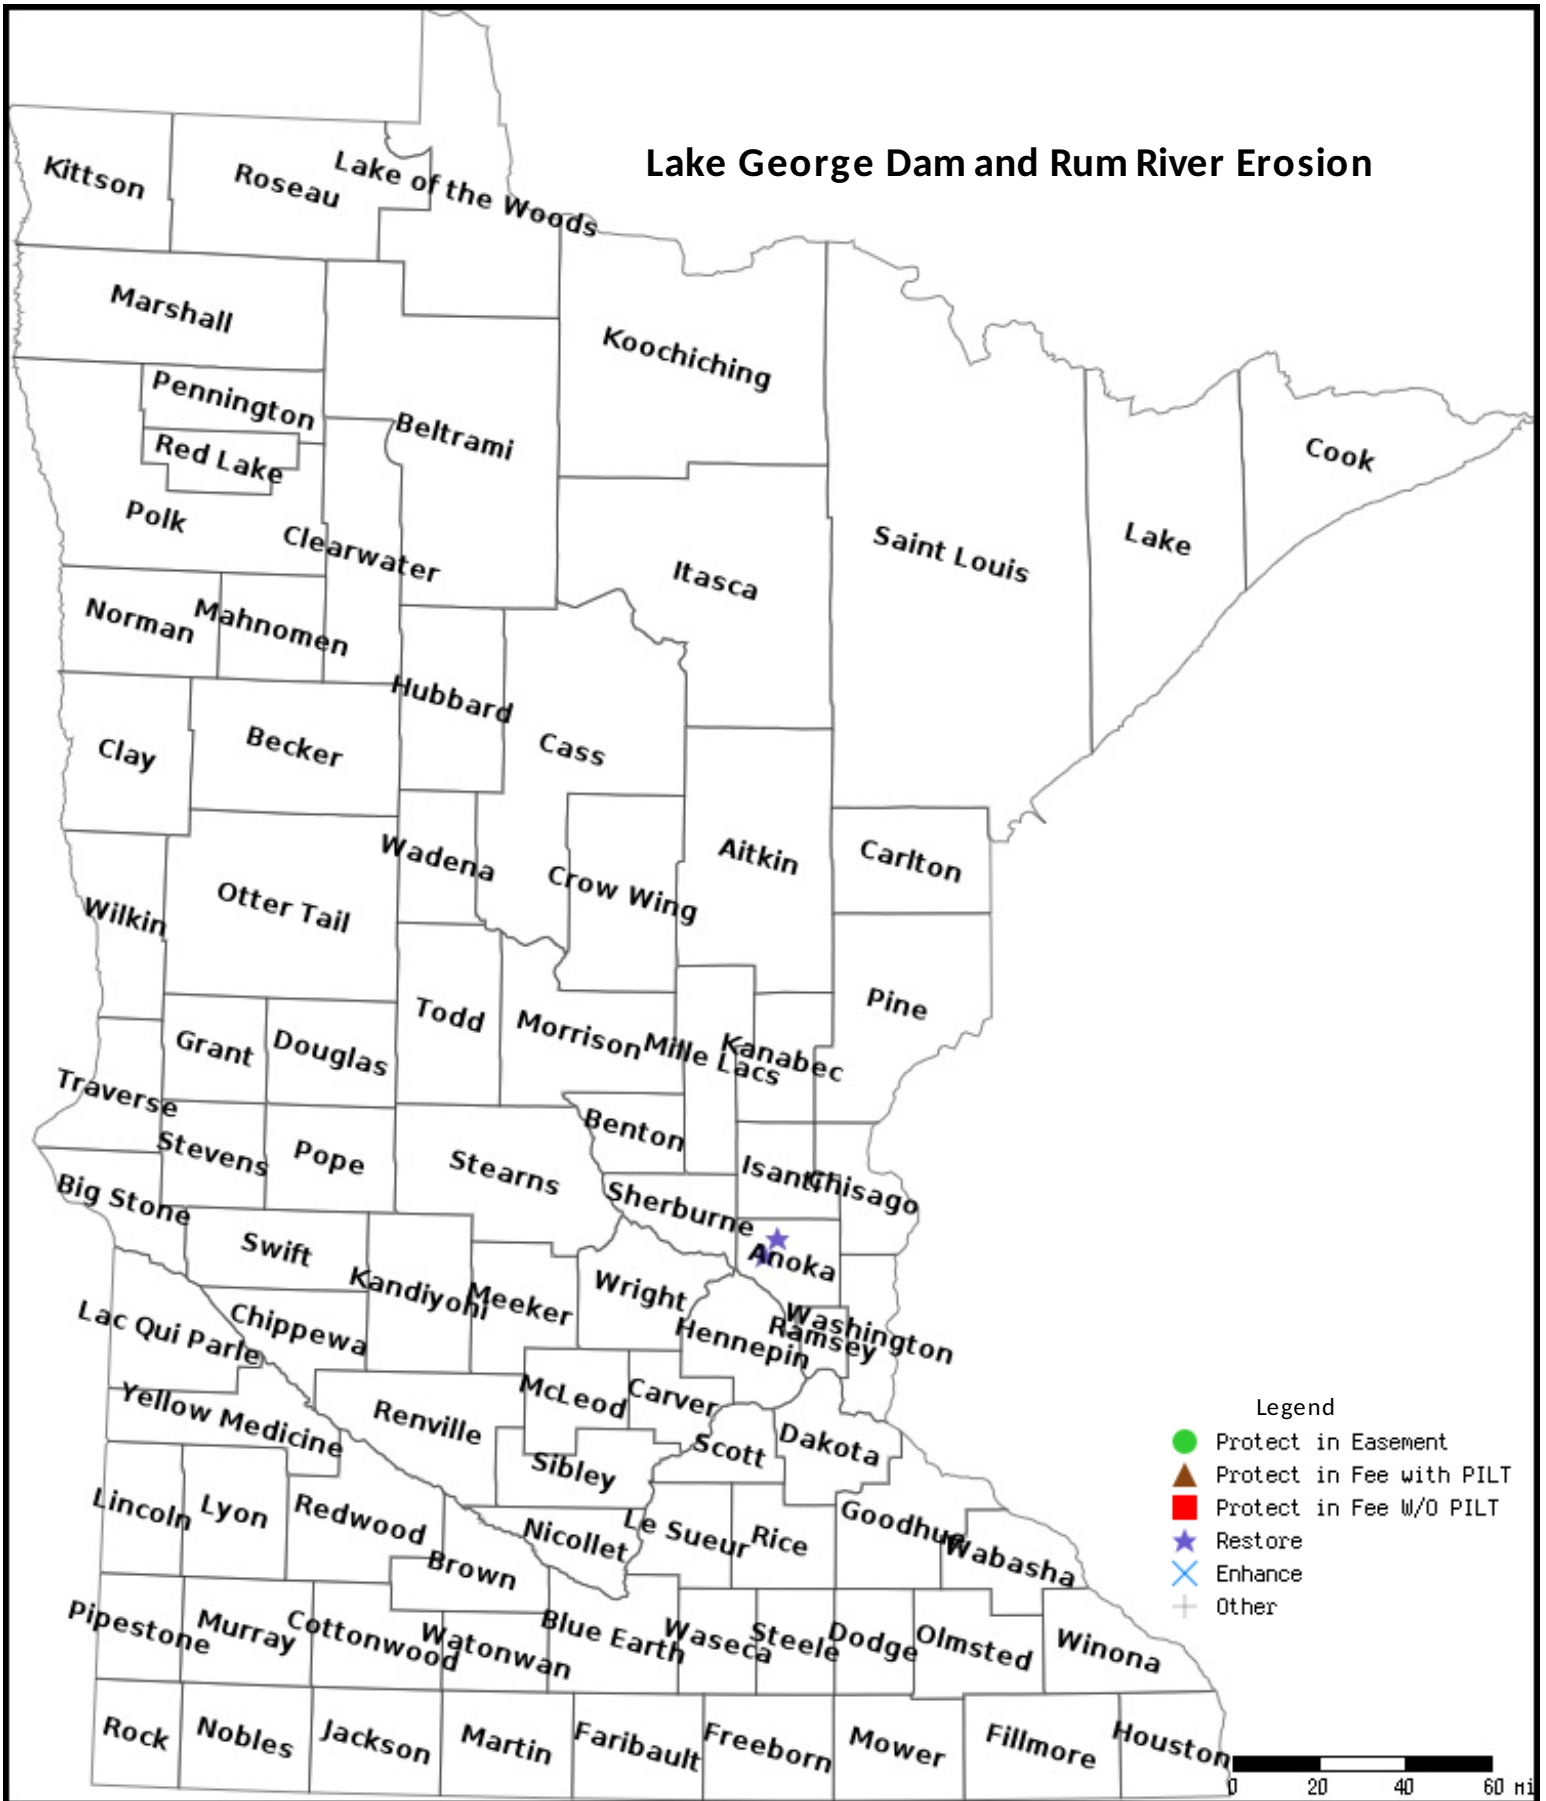 Lake George Dam and Rum River Erosion
Kittson
Roseau
Lake of the Woods
Marshall
Koochiching
Pennington
Beltrami
Red Lake
Cook
Polk
Clearwater
Saint Louis
Lake
Itasca
Norman
Mahnomen
Hubbard
Clay
Becker
Cass
Wadena
Aitkin
Carlton
Crow Wing
Otter Tail
Wilkin
Pine
Todd
Morrison
Mille Lacs
Kanabec
Grant
Douglas
Traverse
Benton
Stevens
Pope
Stearns
Isanti
Chisago
Big Stone
Sherburne
Swift
Anoka
Kandiyohi
Meeker
Wright
Lac Qui Parle
Chippewa
Washington
Ramsey
Hennepin
McLeod
Carver
Yellow Medicine
Renville
Dakota
Scott
Sibley
Legend
Protect in Easement
Protect in Fee with PILT
Protect in Fee W/O PILT
Restore
Enhance
Other
Lincoln
Lyon
Redwood
Nicollet
Le Sueur
Rice
Goodhue
Wabasha
Brown
Pipestone
Murray
Cottonwood
Watonwan
Blue Earth
Waseca
Steele
Dodge
Olmsted
Winona
Rock
Nobles
Jackson
Martin
Faribault
Freeborn
Mower
Fillmore
Houston
0 20 40 60 mi